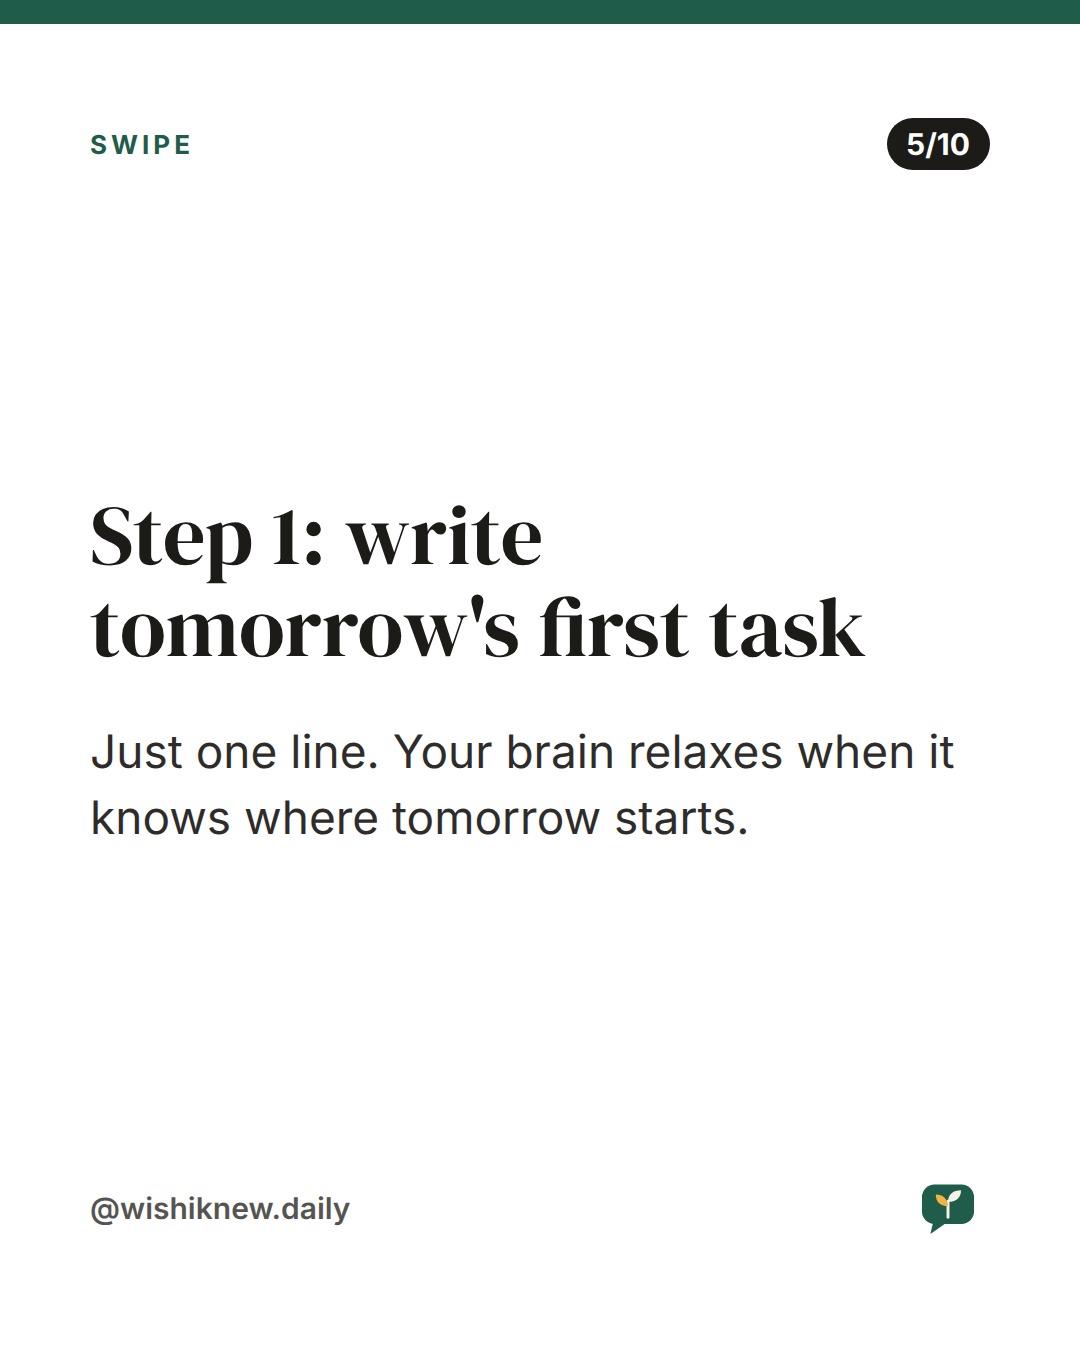 SWIPE
5/10
Step 1: write
tomorrow's first task
Just one line. Your brain relaxes when it
knows where tomorrow starts.
@wishiknew.daily